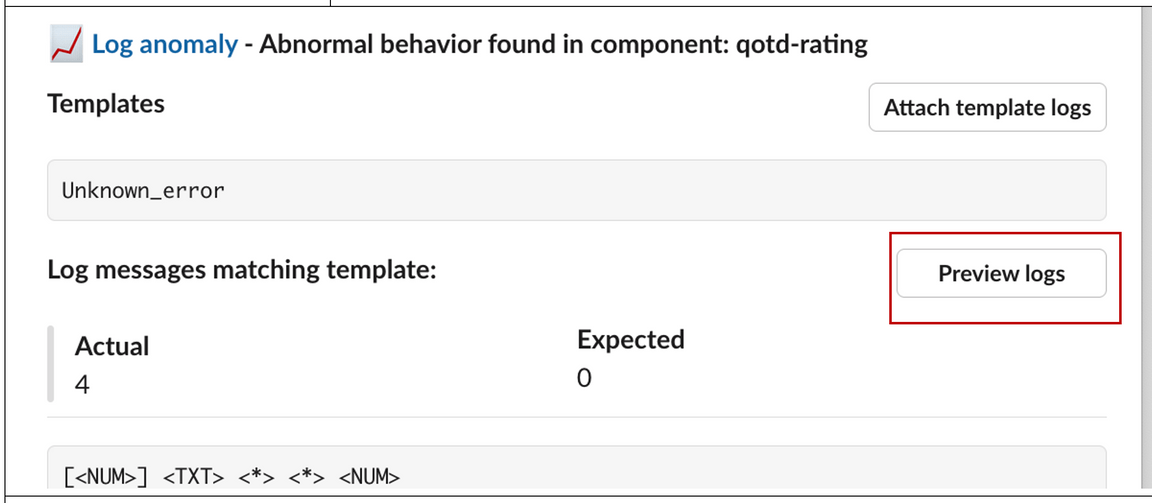 Log anomaly - Abnormal behavior found in component: qotd-rating
Templates
Attach template logs
Unknown_error
Log messages matching template:
Preview logs
Actual
4
Expected
0
[<NUM>] <TXT> <*> <*> <NUM>